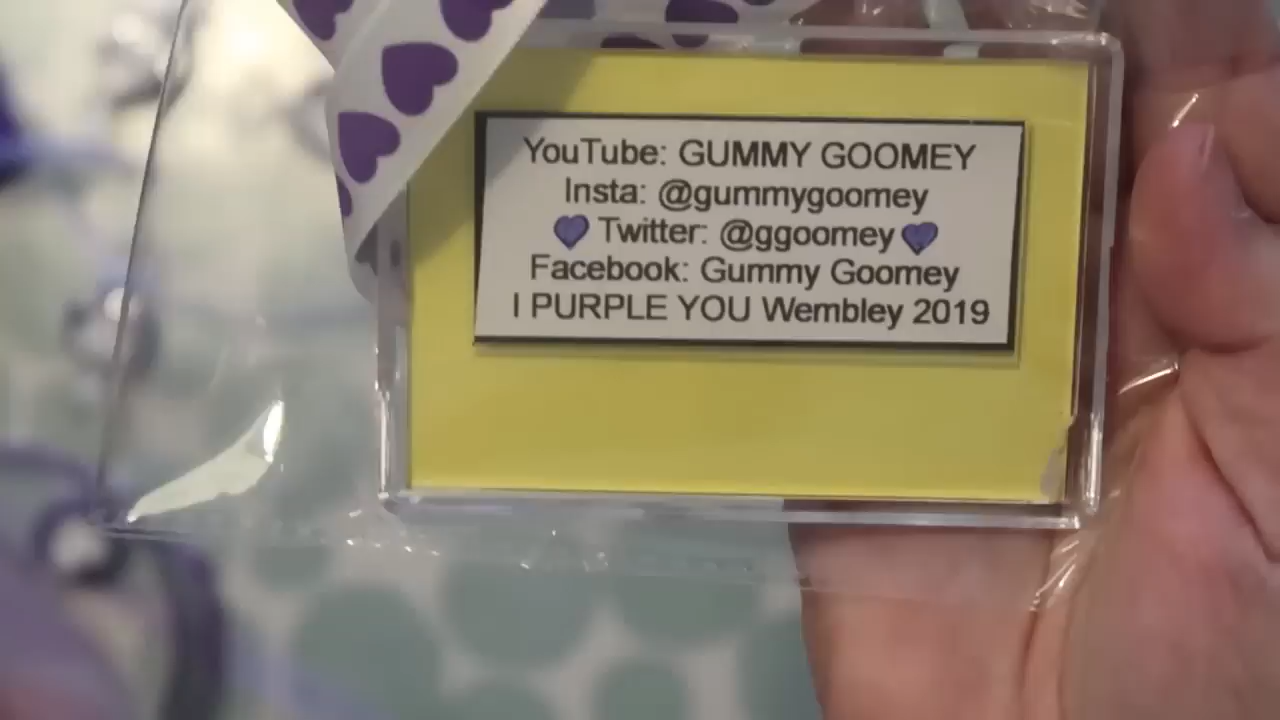 YouTube: GUMMY GOOMEY
Insta: @gummygoomey
💜 Twitter: @ggoomey 💜
Facebook: Gummy Goomey
I PURPLE YOU Wembley 2019